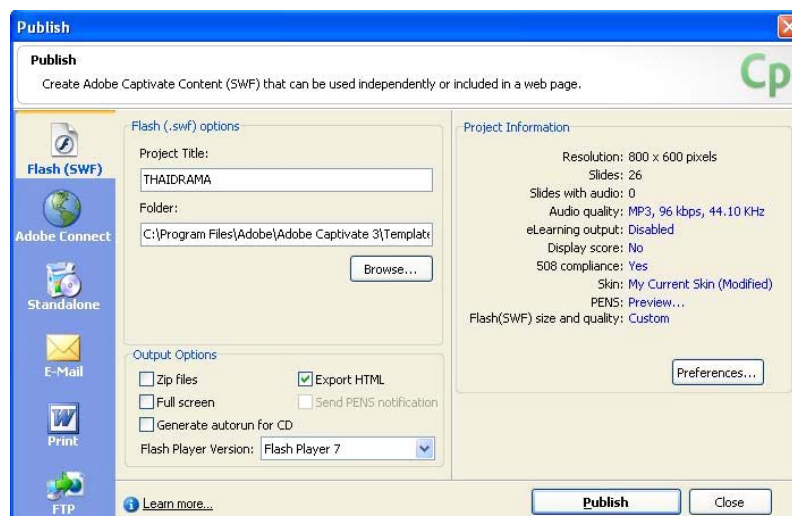 Publish
Publish
Create Adobe Captivate Content (SWF) that can be used independently or included in a web page.
Cp
Flash (SWF)
Adobe Connect
Standalone
E-Mail
Print
FTP
Flash (.swf) options
Project Title:
THAIDRAMA
Folder:
C:\Program Files\Adobe\Adobe Captivate 3\Template
Browse...
Output Options
Zip files
Export HTML
Full screen
Send PENS notification
Generate autorun for CD
Flash Player Version: Flash Player 7
Project Information
Resolution: 800 x 600 pixels
Slides: 26
Slides with audio: 0
Audio quality: MP3, 96 kbps, 44.10 KHz
eLearning output: Disabled
Display score: No
508 compliance: Yes
Skin: My Current Skin (Modified)
PENS: Preview...
Flash(SWF) size and quality: Custom
Preferences...
Learn more...
Publish
Close